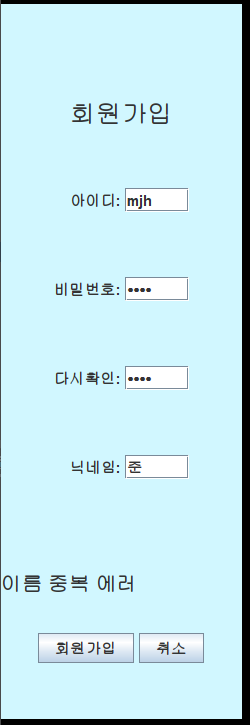 회원가입
아이디: mjh
비밀번호: ••••
다시확인: ••••
닉네임: 준
이름 중복 에러
회원가입 취소